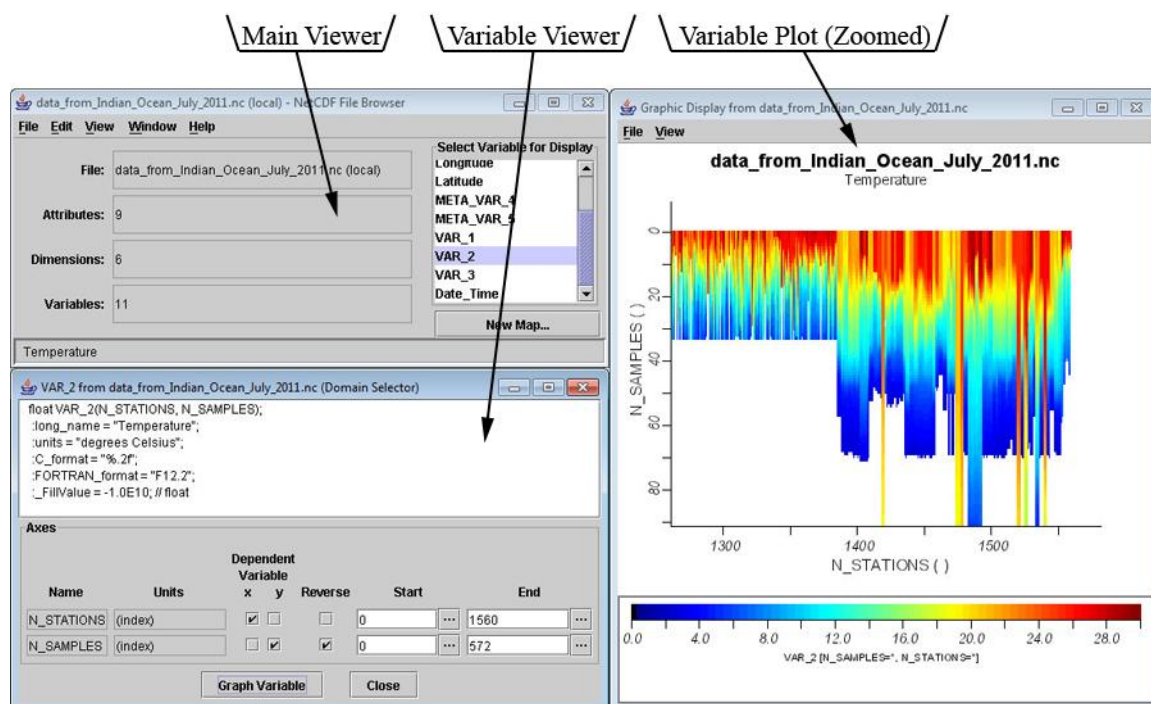 Main Viewer
Variable Viewer
Variable Plot (Zoomed)
data_from_Indian_Ocean_July_2011.nc (local) - NetCDF File Browser
File Edit View Window Help
File: data_from_Indian_Ocean_July_2011.nc (local)
Attributes: 9
Dimensions: 6
Variables: 11
Select Variable for Display
Longitude
Latitude
META_VAR_4
META_VAR_5
VAR_1
VAR_2
VAR_3
Date_Time
New Map...
Temperature
VAR_2 from data_from_Indian_Ocean_July_2011.nc (Domain Selector)
float VAR_2(N_STATIONS, N_SAMPLES);
:long_name = "Temperature";
:units = "degrees Celsius";
:C_format = "%.2f";
:FORTRAN_format = "F12.2";
:_FillValue = -1.0E10; // float
Axes
Dependent
Variable
Name Units x y Reverse Start End
N_STATIONS (index) 0 ... 1560 ...
N_SAMPLES (index) 0 ... 572 ...
Graph Variable Close
Graphic Display from data_from_Indian_Ocean_July_2011.nc
File View
data_from_Indian_Ocean_July_2011.nc
Temperature
0
20
40
60
80
N_SAMPLES ( )
1300 1400 1500
N_STATIONS ( )
0.0 4.0 8.0 12.0 16.0 20.0 24.0 28.0
VAR_2 [N_SAMPLES=*, N_STATIONS=*]